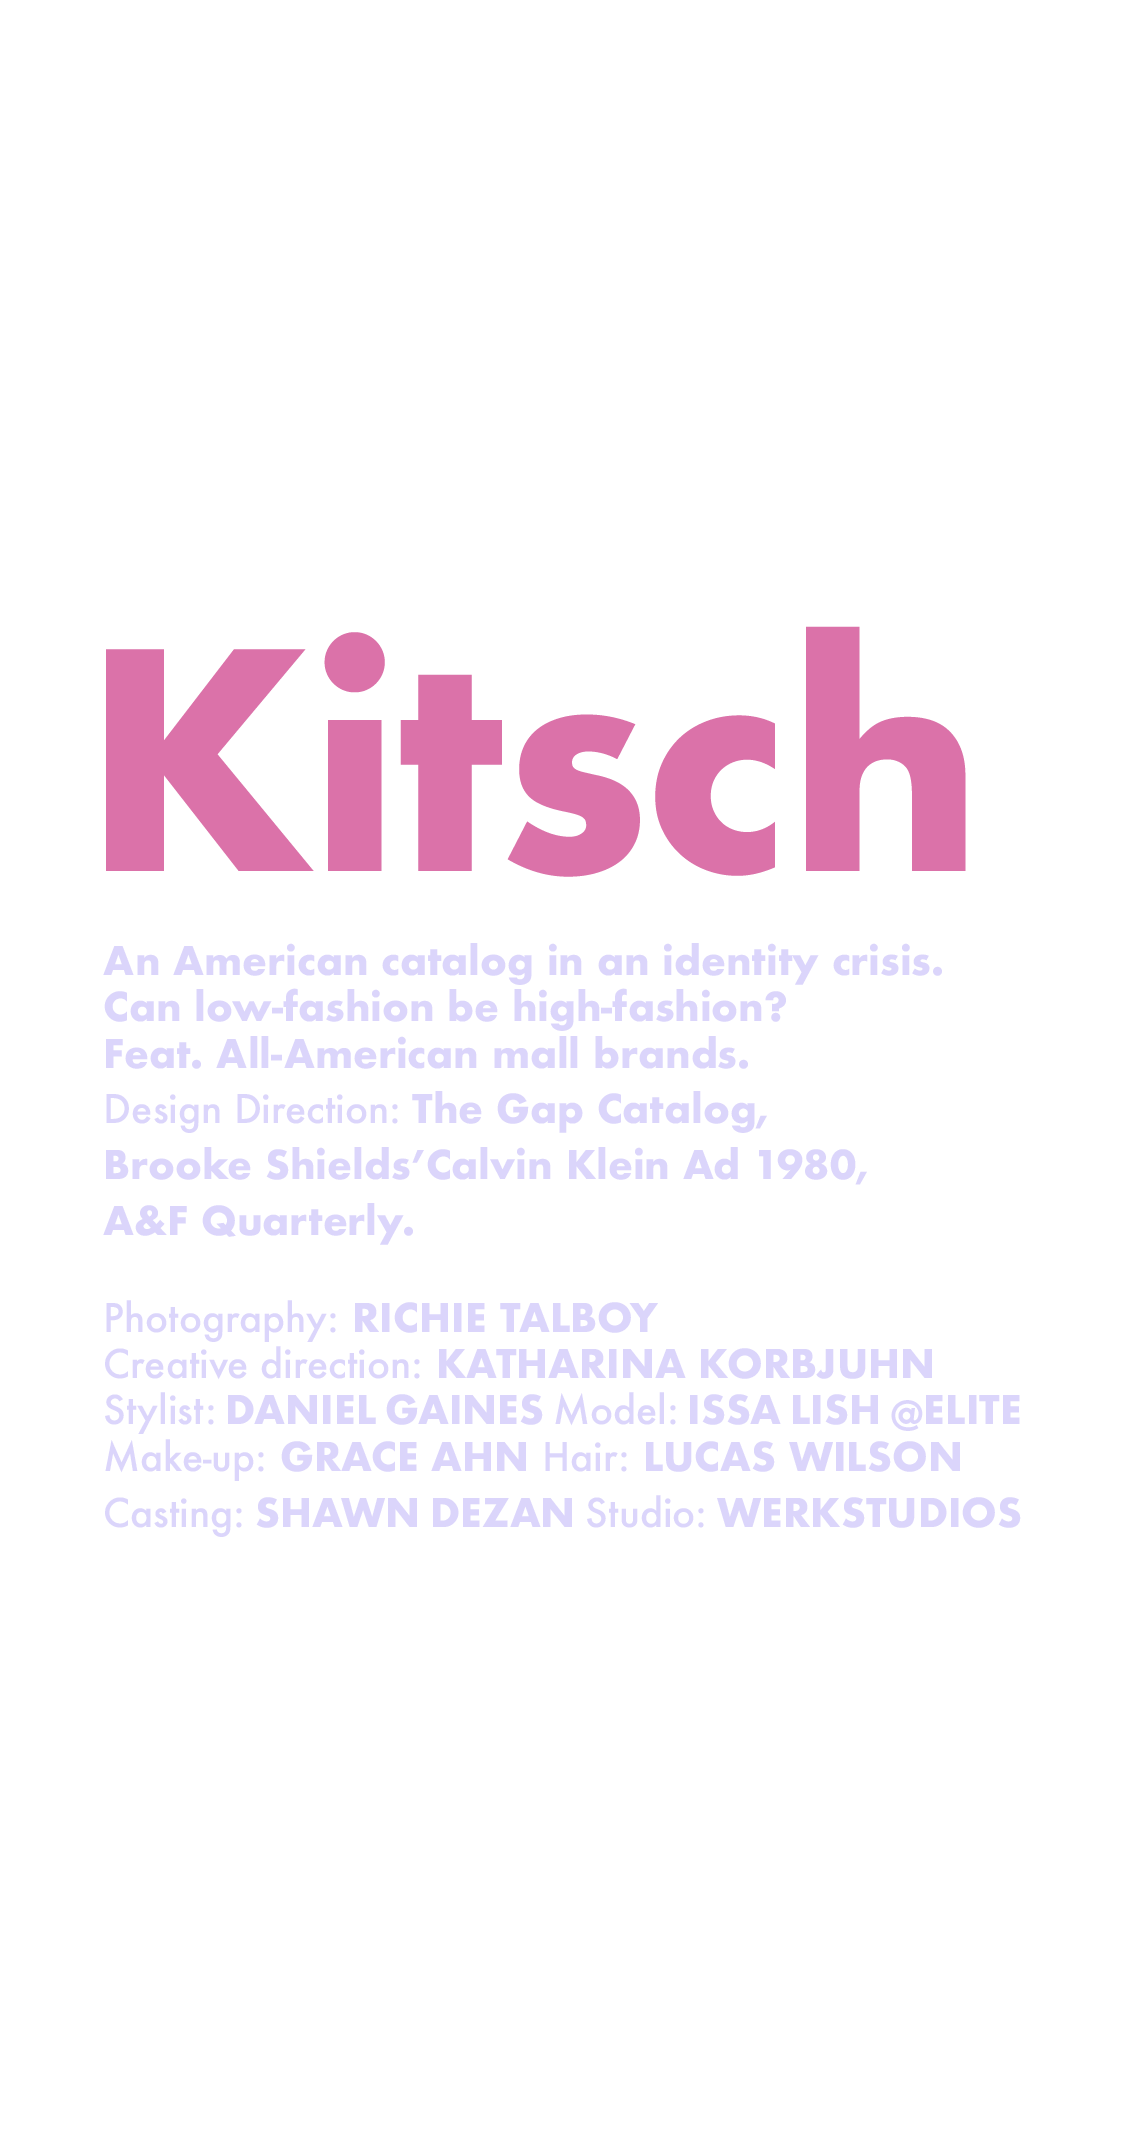 Kitsch
An American catalog in an identity crisis.
Can low-fashion be high-fashion?
Feat. All-American mall brands.
Design Direction: The Gap Catalog,
Brooke Shields’Calvin Klein Ad 1980,
A&F Quarterly.
Photography: RICHIE TALBOY
Creative direction: KATHARINA KORBJUHN
Stylist: DANIEL GAINES Model: ISSA LISH @ELITE
Make-up: GRACE AHN Hair: LUCAS WILSON
Casting: SHAWN DEZAN Studio: WERKSTUDIOS